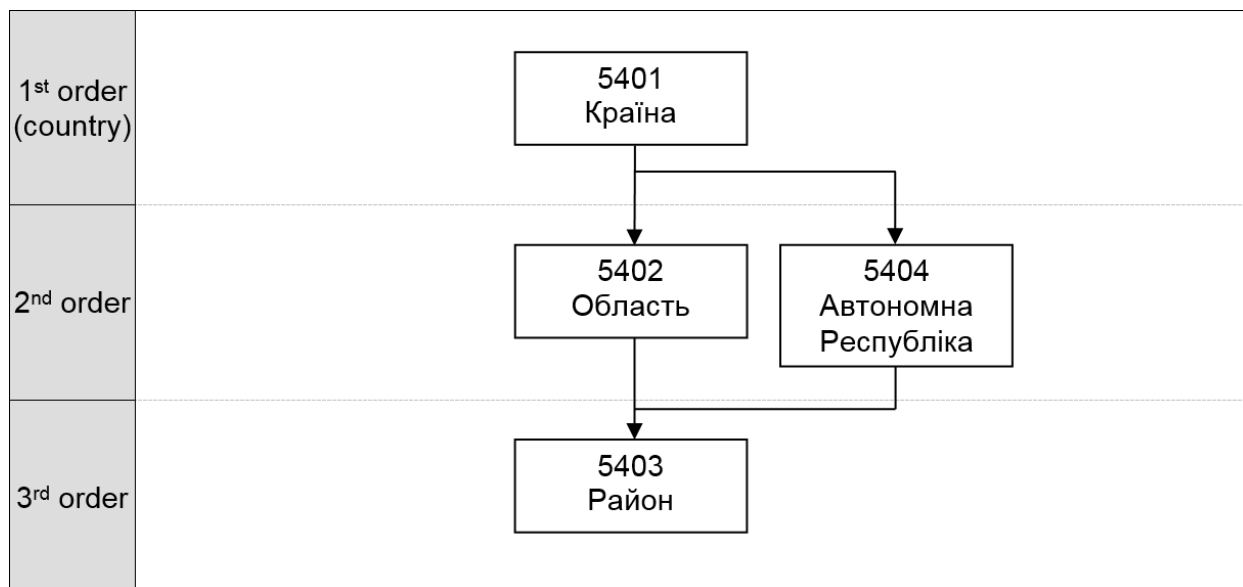 1st order
(country)
5401
Країна
2nd order
5402
Область
5404
Автономна
Республіка
3rd order
5403
Район